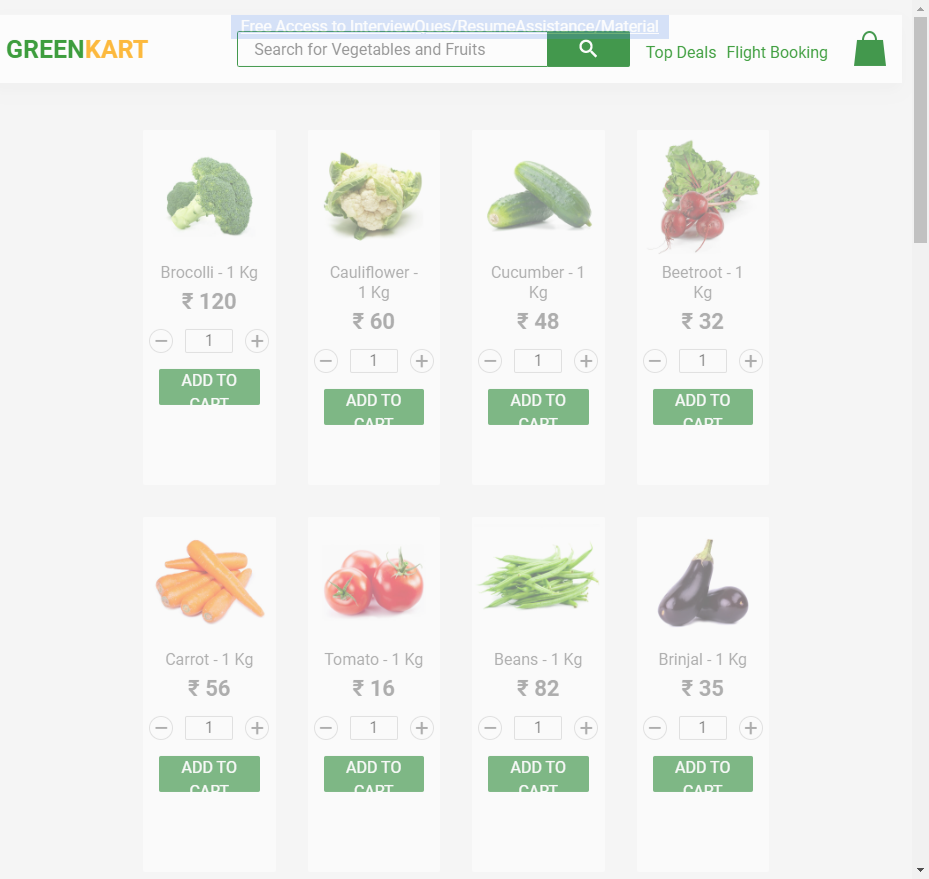 Free Access to InterviewQues/ResumeAssistance/Material
GREENKART
Search for Vegetables and Fruits
Top Deals Flight Booking
Brocolli - 1 Kg
₹ 120
1
ADD TO
CART
Cauliflower -
1 Kg
₹ 60
1
ADD TO
CART
Cucumber - 1
Kg
₹ 48
1
ADD TO
CART
Beetroot - 1
Kg
₹ 32
1
ADD TO
CART
Carrot - 1 Kg
₹ 56
1
ADD TO
CART
Tomato - 1 Kg
₹ 16
1
ADD TO
CART
Beans - 1 Kg
₹ 82
1
ADD TO
CART
Brinjal - 1 Kg
₹ 35
1
ADD TO
CART